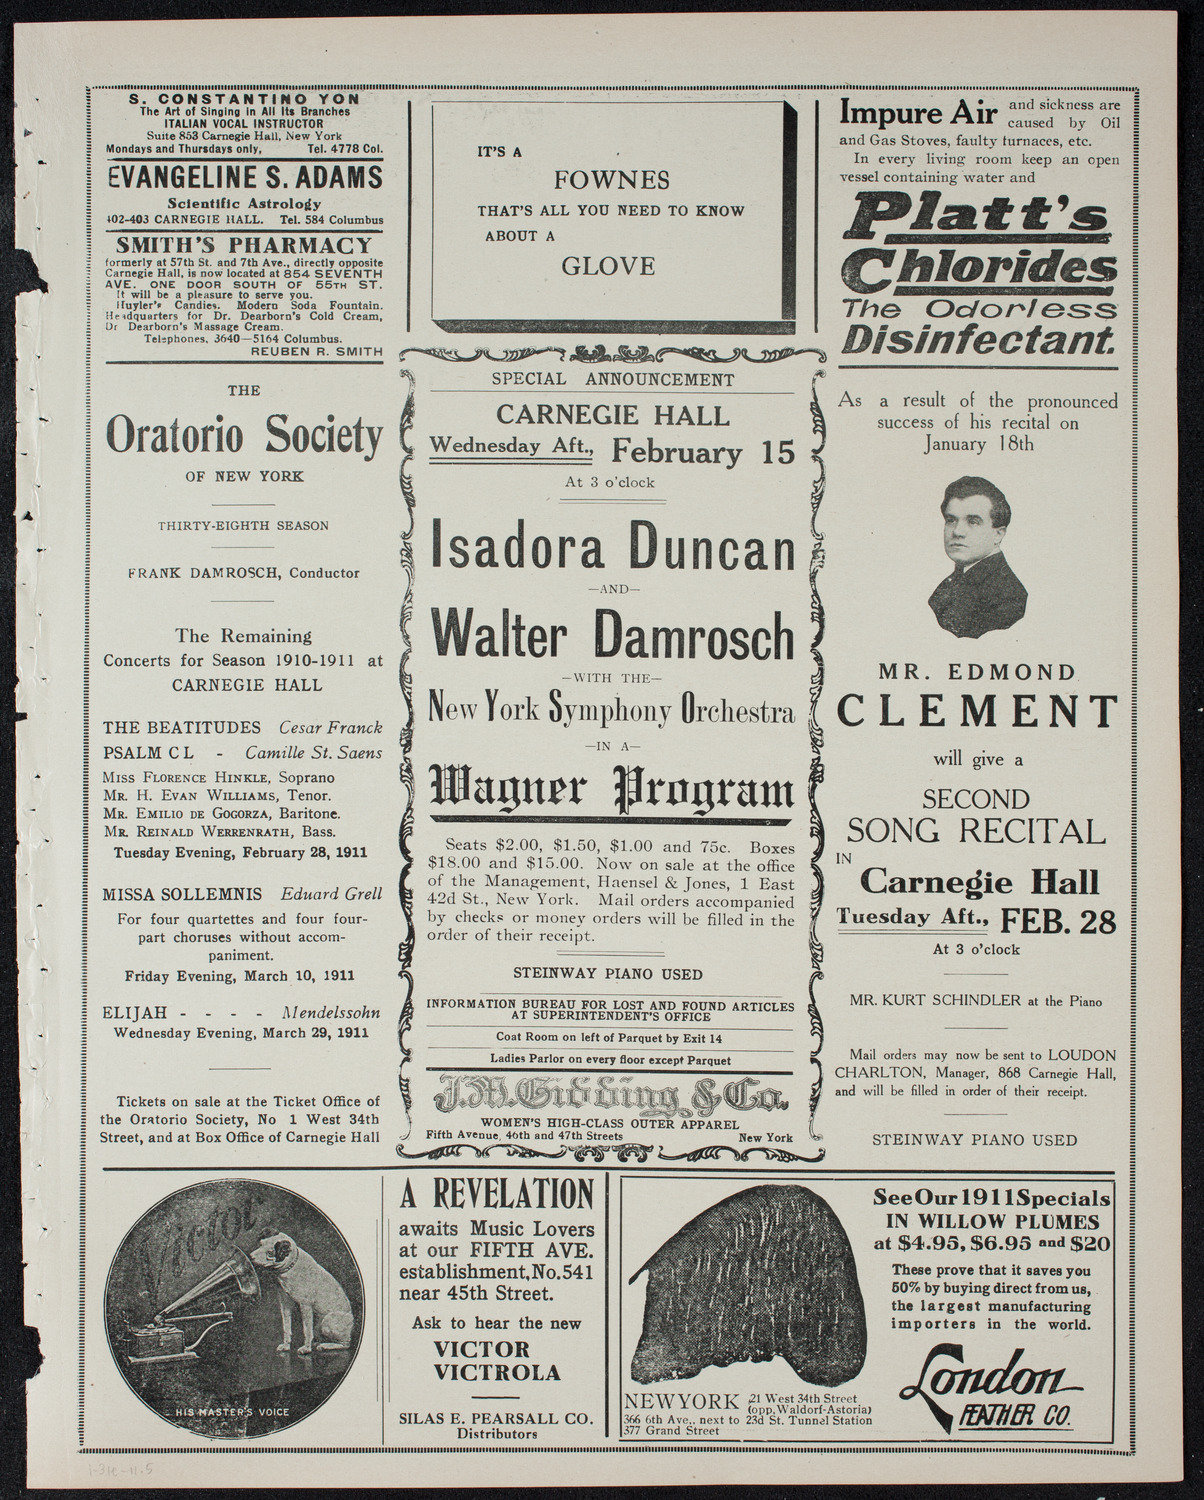 S. CONSTANTINO YON
The Art of Singing in All Its Branches
ITALIAN VOCAL INSTRUCTOR
Suite 853 Carnegie Hall, New York
Mondays and Thursdays only, Tel. 4778 Col.
EVANGELINE S. ADAMS
Scientific Astrology
402-403 CARNEGIE HALL. Tel. 584 Columbus
SMITH'S PHARMACY
formerly at 57th St. and 7th Ave., directly opposite
Carnegie Hall, is now located at 854 SEVENTH
AVE. ONE DOOR SOUTH OF 55TH ST.
It will be a pleasure to serve you.
Huyler's Candies. Modern Soda Fountain.
Headquarters for Dr. Dearborn's Cold Cream,
Dr Dearborn's Massage Cream.
Telephones, 3640—5164 Columbus.
REUBEN R. SMITH
THE
Oratorio Society
OF NEW YORK
THIRTY-EIGHTH SEASON
FRANK DAMROSCH, Conductor
The Remaining
Concerts for Season 1910-1911 at
CARNEGIE HALL
THE BEATITUDES Cesar Franck
PSALM CL - Camille St. Saens
MISS FLORENCE HINKLE, Soprano
MR. H. EVAN WILLIAMS, Tenor.
MR. EMILIO DE GOGORZA, Baritone.
MR. REINALD WERRENRATH, Bass.
Tuesday Evening, February 28, 1911
MISSA SOLLEMNIS Eduard Grell
For four quartettes and four four-
part choruses without accom-
paniment.
Friday Evening, March 10, 1911
ELIJAH - - - - Mendelssohn
Wednesday Evening, March 29, 1911
Tickets on sale at the Ticket Office of
the Oratorio Society, No 1 West 34th
Street, and at Box Office of Carnegie Hall
IT'S A
FOWNES
THAT'S ALL YOU NEED TO KNOW
ABOUT A
GLOVE
SPECIAL ANNOUNCEMENT
CARNEGIE HALL
Wednesday Aft., February 15
At 3 o'clock
Isadora Duncan
—AND—
Walter Damrosch
—WITH THE—
New York Symphony Orchestra
—IN A—
Wagner Program
Seats $2.00, $1.50, $1.00 and 75c. Boxes
$18.00 and $15.00. Now on sale at the office
of the Management, Haensel & Jones, 1 East
42d St., New York. Mail orders accompanied
by checks or money orders will be filled in the
order of their receipt.
STEINWAY PIANO USED
INFORMATION BUREAU FOR LOST AND FOUND ARTICLES
AT SUPERINTENDENT'S OFFICE
Coat Room on left of Parquet by Exit 14
Ladies Parlor on every floor except Parquet
J.M. Gidding & Co.
WOMEN'S HIGH-CLASS OUTER APPAREL
Fifth Avenue, 46th and 47th Streets New York
Impure Air and sickness are
caused by Oil
and Gas Stoves, faulty furnaces, etc.
In every living room keep an open
vessel containing water and
Platt's
Chlorides
The Odorless
Disinfectant.
As a result of the pronounced
success of his recital on
January 18th
MR. EDMOND
CLEMENT
will give a
SECOND
SONG RECITAL
IN
Carnegie Hall
Tuesday Aft., FEB. 28
At 3 o'clock
MR. KURT SCHINDLER at the Piano
Mail orders may now be sent to LOUDON
CHARLTON, Manager, 868 Carnegie Hall,
and will be filled in order of their receipt.
STEINWAY PIANO USED
Victor
HIS MASTER'S VOICE
A REVELATION
awaits Music Lovers
at our FIFTH AVE.
establishment, No. 541
near 45th Street.
Ask to hear the new
VICTOR
VICTROLA
SILAS E. PEARSALL CO.
Distributors
See Our 1911 Specials
IN WILLOW PLUMES
at $4.95, $6.95 and $20
These prove that it saves you
50% by buying direct from us,
the largest manufacturing
importers in the world.
London
FEATHER CO.
NEW YORK 21 West 34th Street
(opp. Waldorf-Astoria)
366 6th Ave., next to 23d St. Tunnel Station
377 Grand Street